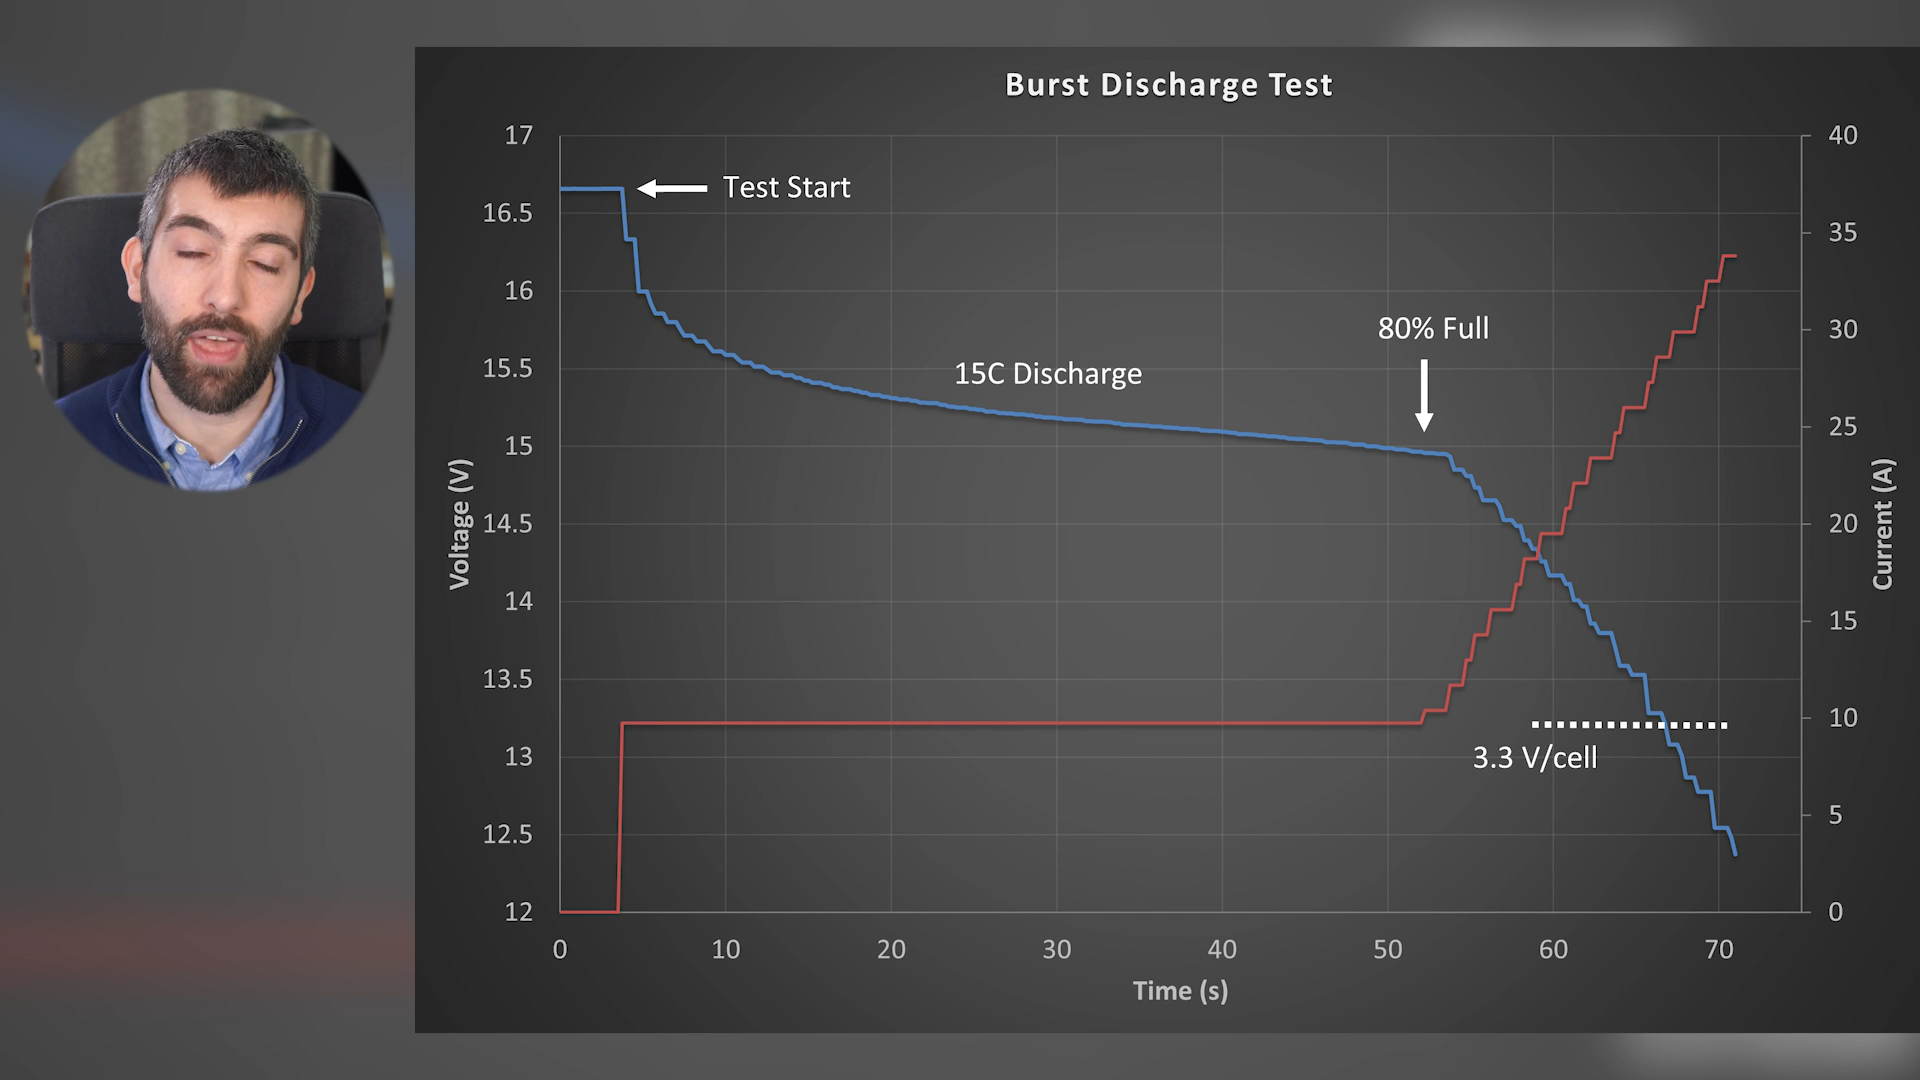 Burst Discharge Test
17
16.5
16
15.5
15
14.5
14
13.5
13
12.5
12
Voltage (V)
Test Start
15C Discharge
80% Full
3.3 V/cell
40
35
30
25
20
15
10
5
0
Current (A)
0 10 20 30 40 50 60 70
Time (s)